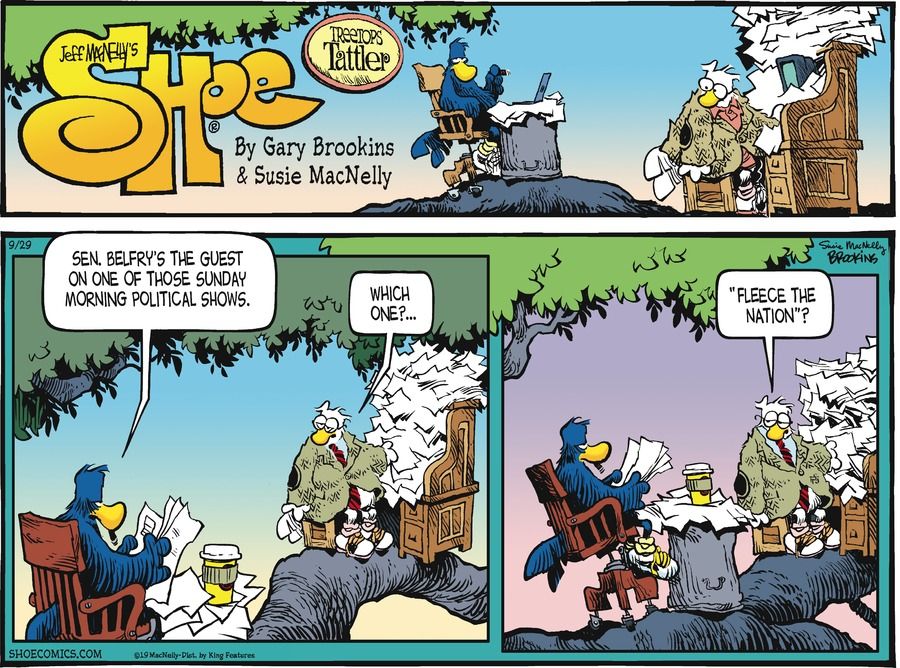 JEFF MACNELLY'S
SHOE®
TREETOPS
Tattler
By Gary Brookins
& Susie MacNelly
9/29
SEN. BELFRY'S THE GUEST
ON ONE OF THOSE SUNDAY
MORNING POLITICAL SHOWS.
WHICH
ONE?...
Susie MacNelly
BROOKINS
"FLEECE THE
NATION"?
SHOECOMICS.COM
©19 MacNelly-Dist. by King Features